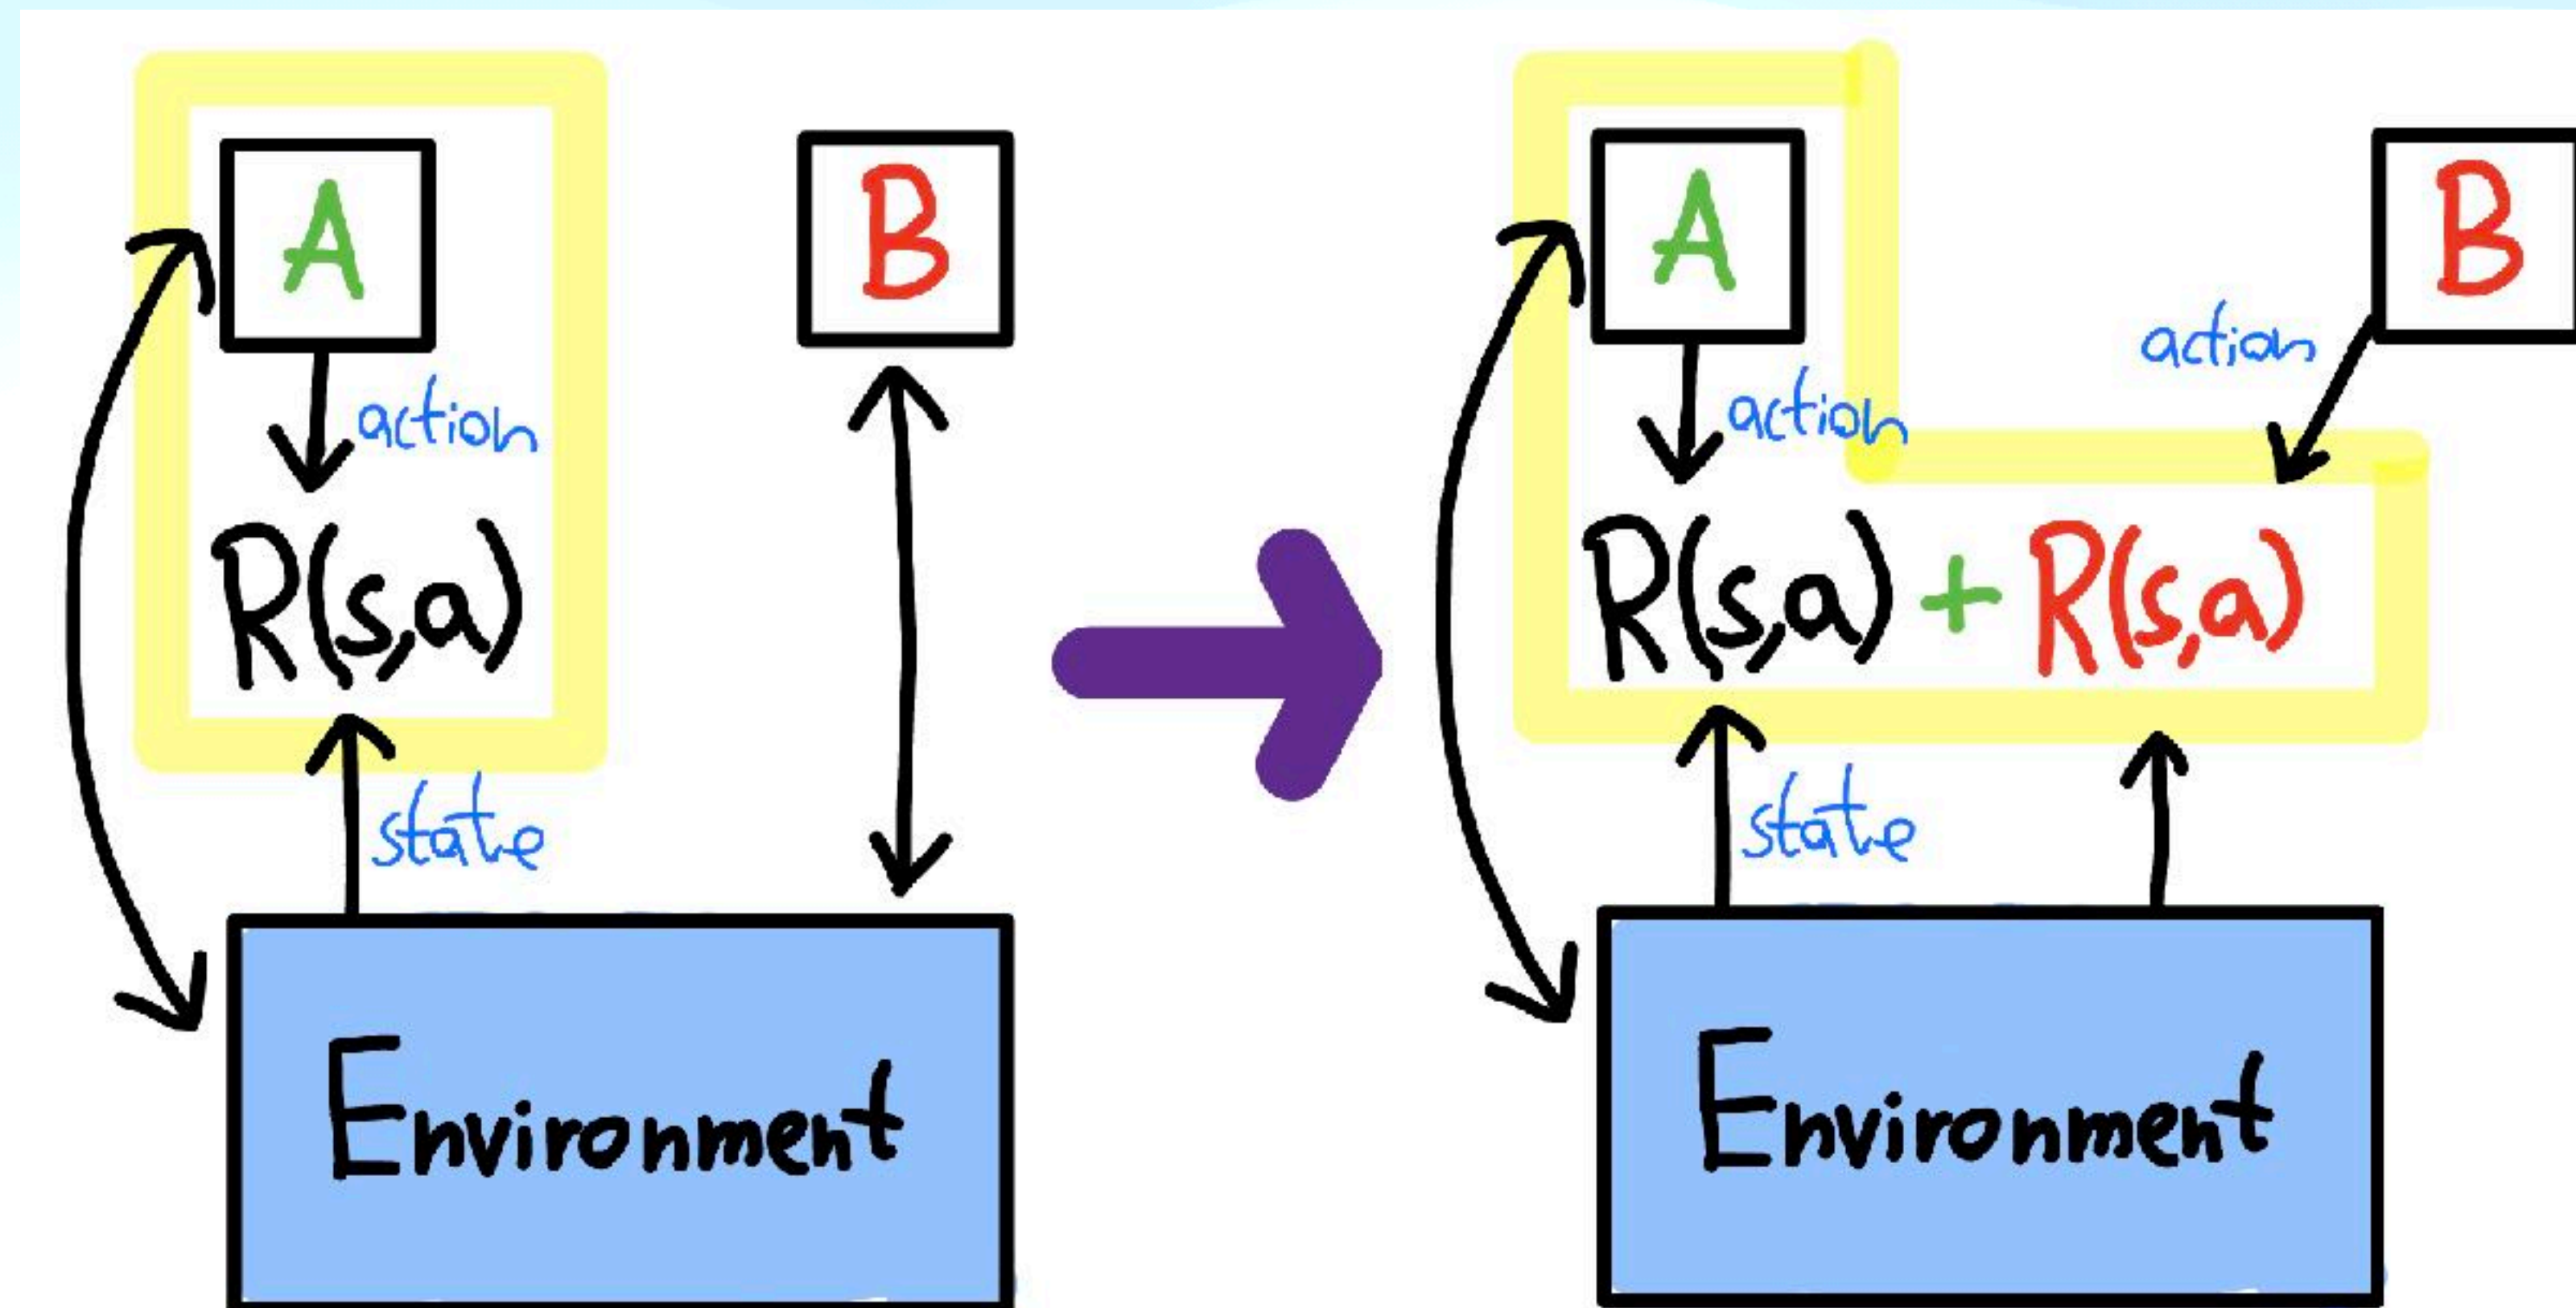 A
B
action
R(s,a)
state
Environment
A
B
action
action
R(s,a) + R(s,a)
state
Environment